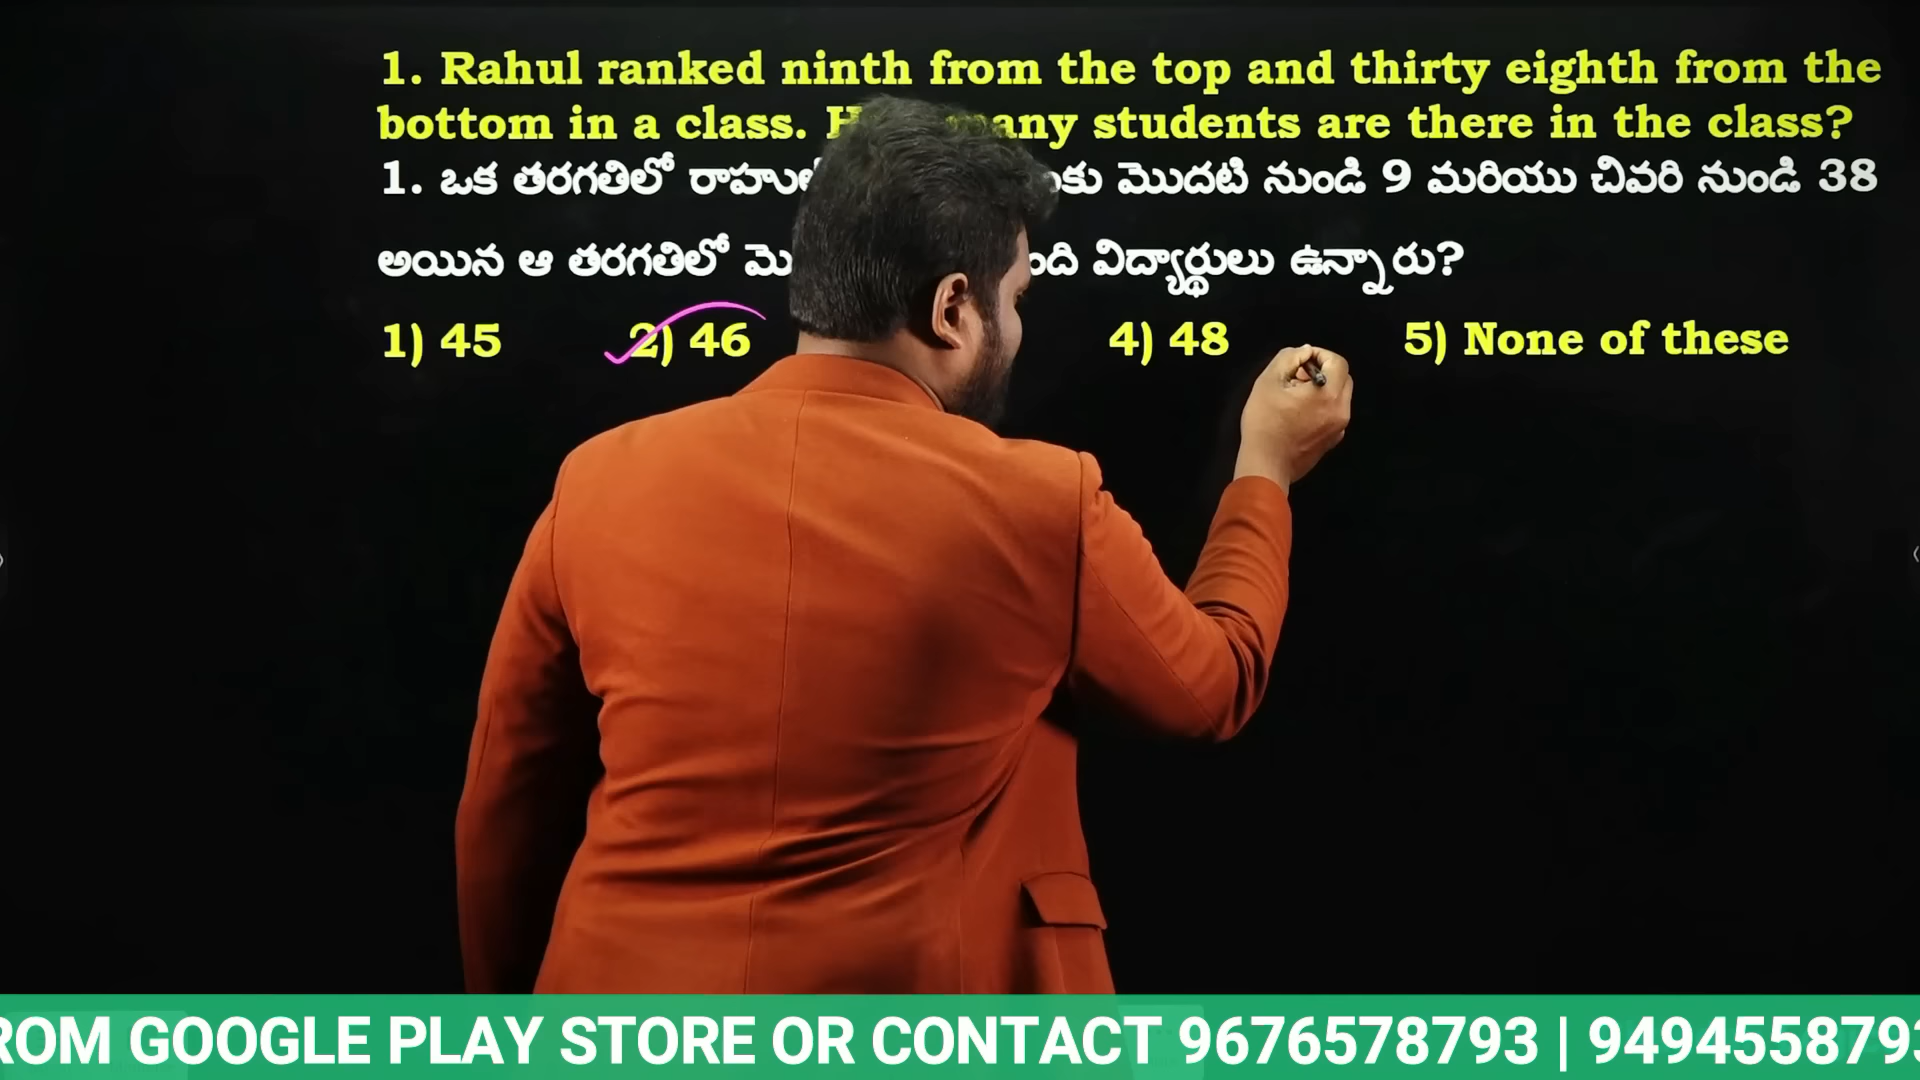 1. Rahul ranked ninth from the top and thirty eighth from the
bottom in a class. many students are there in the class?
1. ఒక తరగతిలో మొదటి నుండి 9 మరియు చివరి నుండి 38
అయిన ఆ తరగతిలో విద్యార్థులు ఉన్నారు?
1) 45 2) 46 4) 48 5) None of these
GOOGLE PLAY STORE OR CONTACT 9676578793 |